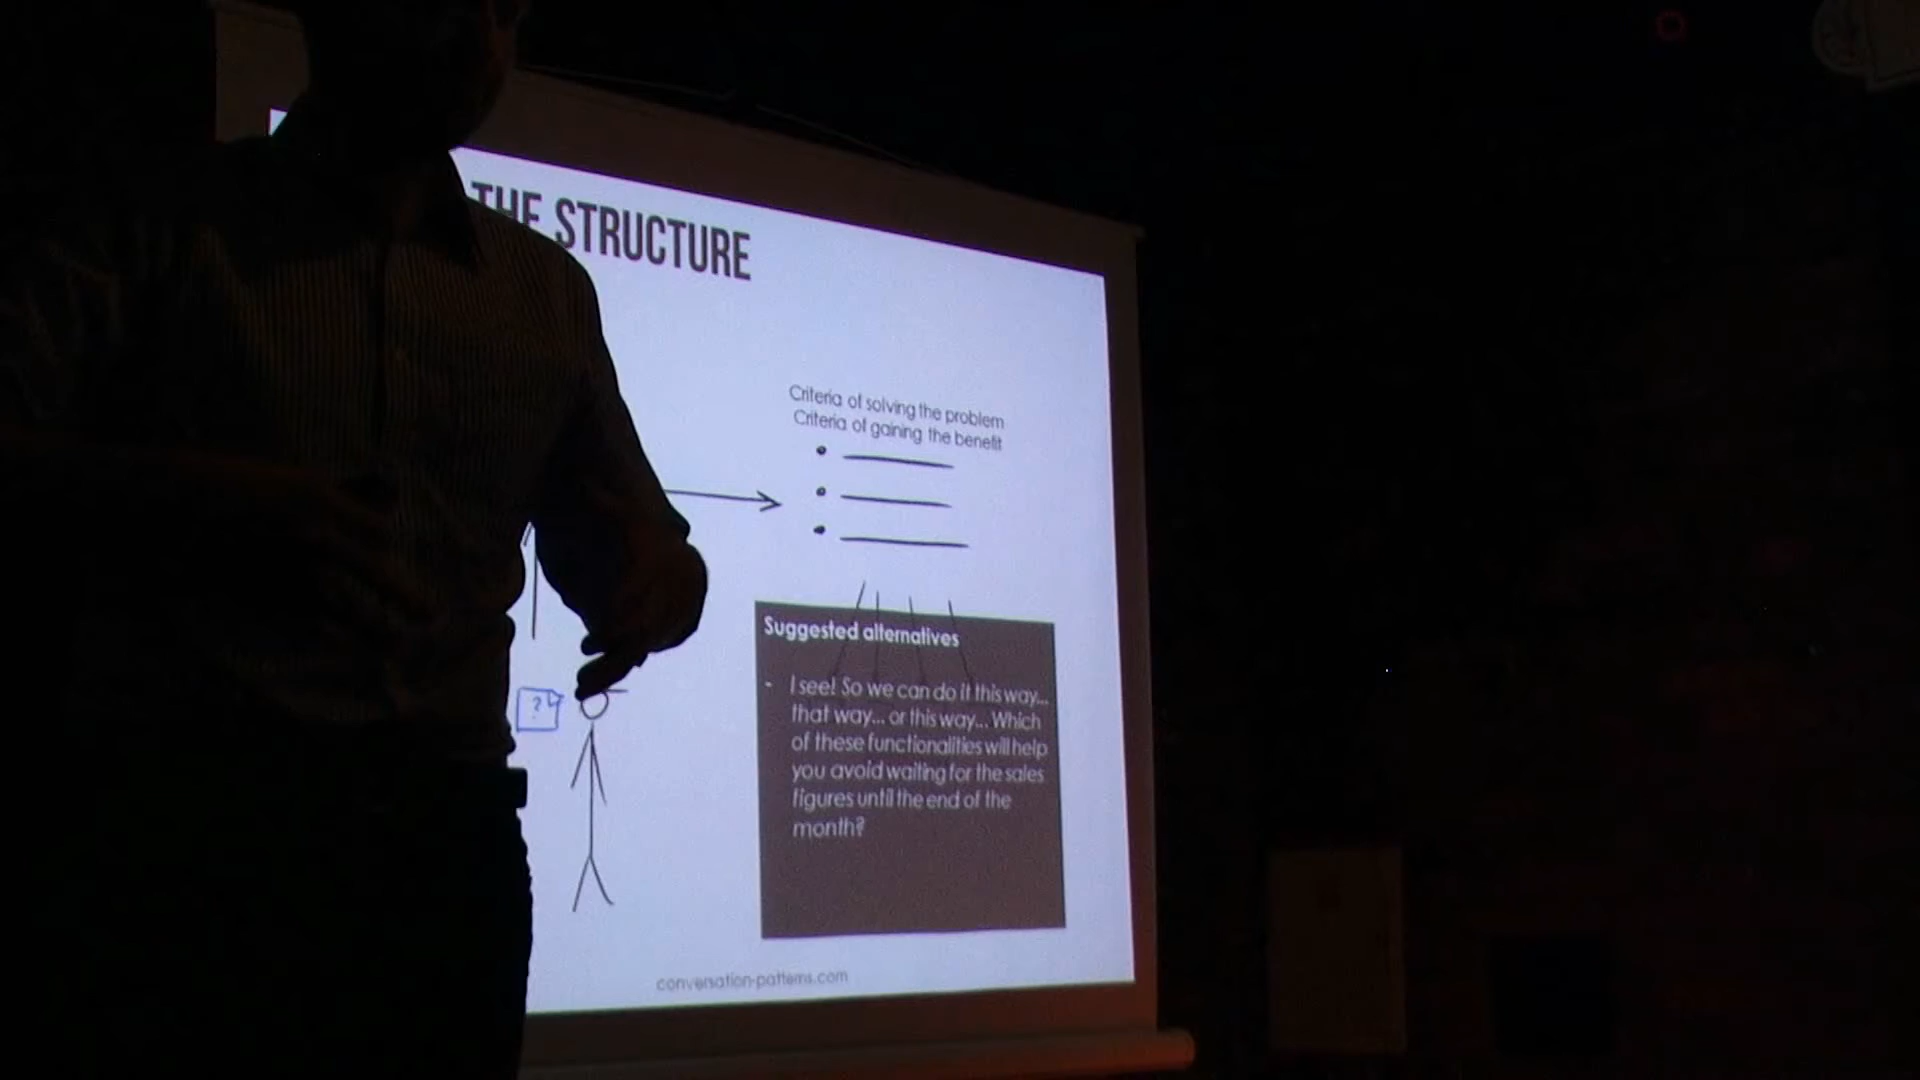 THE STRUCTURE
Criteria of solving the problem
Criteria of gaining the benefit
?
Suggested alternatives
- I see! So we can do it this way...
that way... or this way... Which
of these functionalities will help
you avoid waiting for the sales
figures until the end of the
month?
conversation-patterns.com